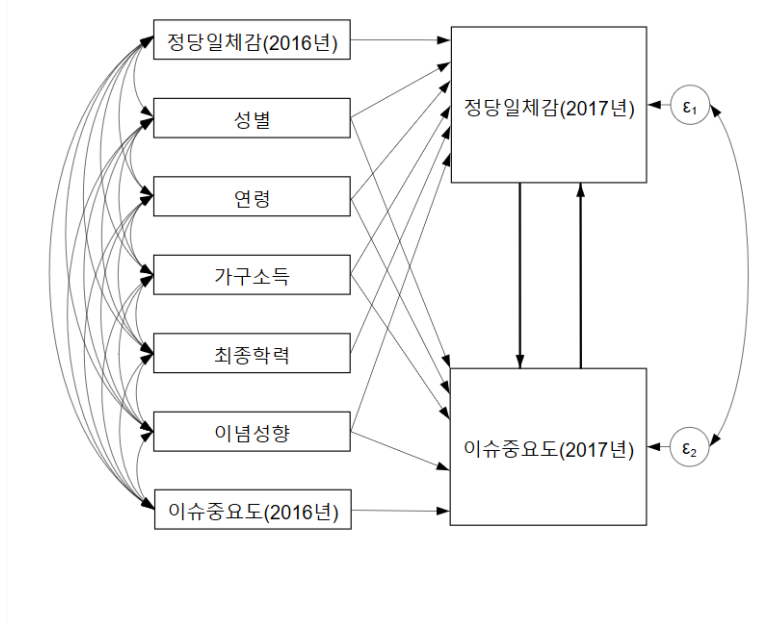 정당일체감(2016년)
성별
연령
가구소득
최종학력
이념성향
이슈중요도(2016년)
정당일체감(2017년)
ε₁
이슈중요도(2017년)
ε₂